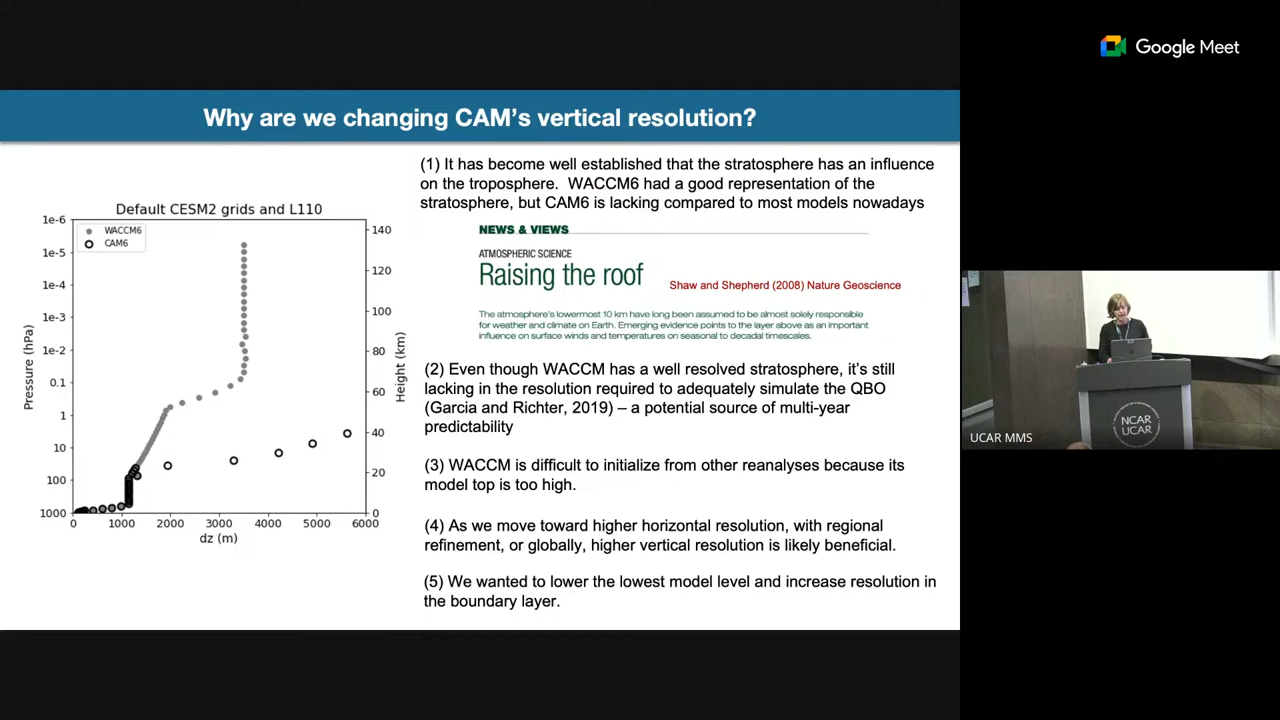 Google Meet
Why are we changing CAM's vertical resolution?
(1) It has become well established that the stratosphere has an influence
on the troposphere. WACCM6 had a good representation of the
stratosphere, but CAM6 is lacking compared to most models nowadays
NEWS & VIEWS
ATMOSPHERIC SCIENCE
Raising the roof
Shaw and Shepherd (2008) Nature Geoscience
The atmosphere's lowermost 10 km have long been assumed to be almost solely responsible
for weather and climate on Earth. Emerging evidence points to the layer above as an important
influence on surface winds and temperatures on seasonal to decadal timescales.
(2) Even though WACCM has a well resolved stratosphere, it's still
lacking in the resolution required to adequately simulate the QBO
(Garcia and Richter, 2019) – a potential source of multi-year
predictability
(3) WACCM is difficult to initialize from other reanalyses because its
model top is too high.
(4) As we move toward higher horizontal resolution, with regional
refinement, or globally, higher vertical resolution is likely beneficial.
(5) We wanted to lower the lowest model level and increase resolution in
the boundary layer.
Default CESM2 grids and L110
WACCM6
CAM6
Pressure (hPa)
1e-6
1e-5
1e-4
1e-3
1e-2
0.1
1
10
100
1000
Height (km)
140
120
100
80
60
40
20
0
0 1000 2000 3000 4000 5000 6000
dz (m)
NCAR
UCAR
UCAR MMS